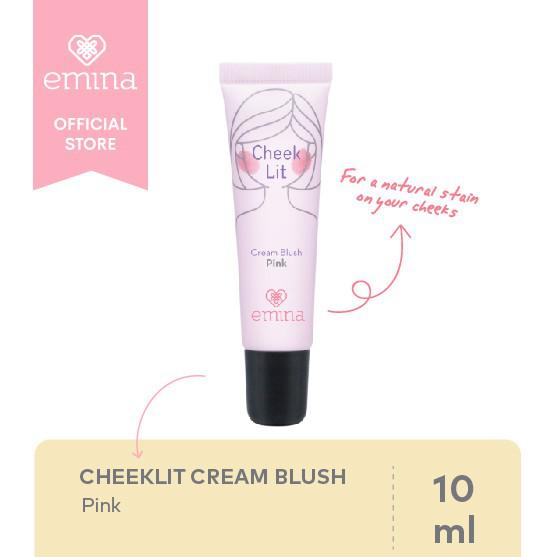 emina
OFFICIAL
STORE
Cheek
Lit
Cream Blush
Pink
emina
For a natural stain
on your cheeks
CHEEKLIT CREAM BLUSH
Pink
10
ml